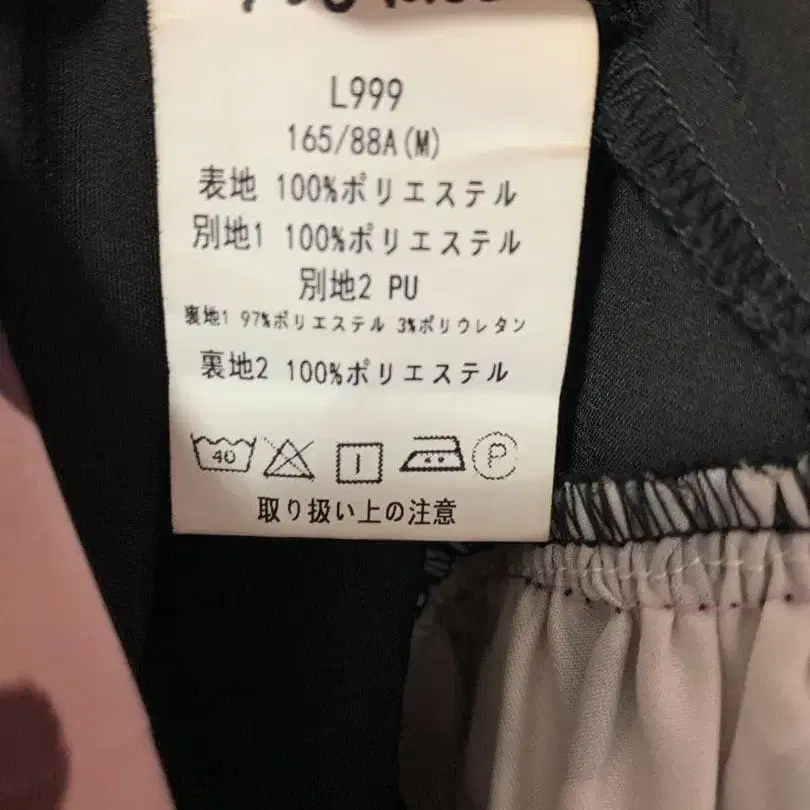 L999
165/88A(M)
表地 100%ポリエステル
別地1 100%ポリエステル
別地2 PU
裏地1 97%ポリエステル 3%ポリウレタン
裏地2 100%ポリエステル
40 P
取り扱い上の注意